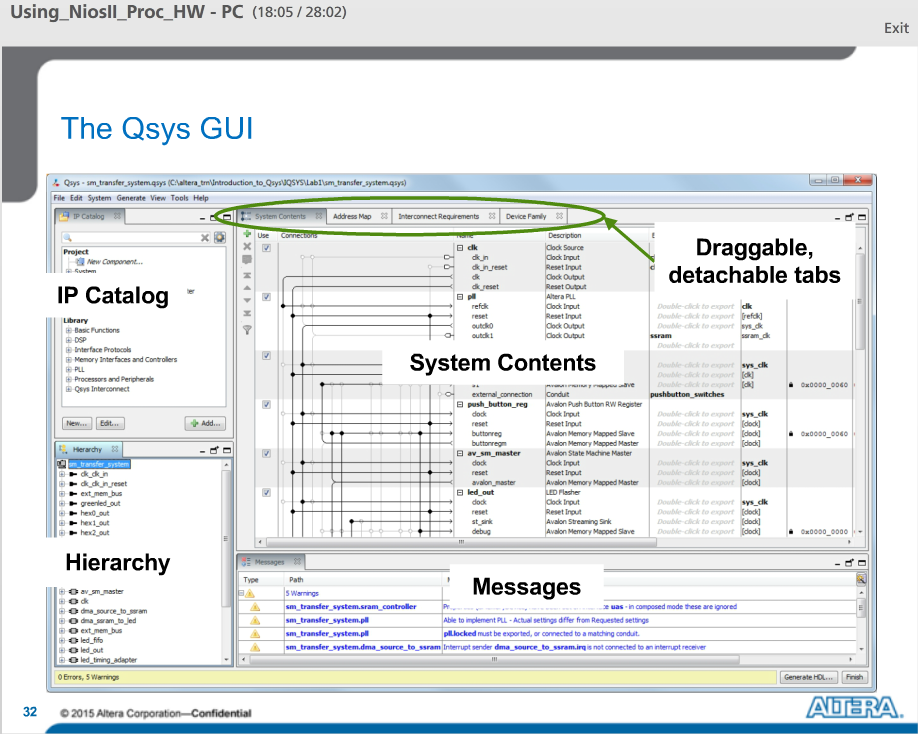 Using_NiosII_Proc_HW - PC (18:05 / 28:02)
Exit
The Qsys GUI
Qsys - sm_transfer_system.qsys (C:\altera_trn\Introduction_to_Qsys\IQSYS\Lab1\sm_transfer_system.qsys)
File Edit System Generate View Tools Help
IP Catalog
Project
New Component...
System
IP Catalog
Library
Basic Functions
DSP
Interface Protocols
Memory Interfaces and Controllers
PLL
Processors and Peripherals
Qsys Interconnect
New... Edit... Add...
Hierarchy
sm_transfer_system
clk_clk_in
clk_clk_in_reset
ext_mem_bus
greenled_out
hex0_out
hex1_out
hex2_out
Hierarchy
av_sm_master
clk
dma_source_to_ssram
dma_ssram_to_led
ext_mem_bus
led_fifo
led_out
led_timing_adapter
System Contents Address Map Interconnect Requirements Device Family
Draggable,
detachable tabs
Use Connections Name Description
clk Clock Source
clk_in Clock Input
clk_in_reset Reset Input
clk Clock Output
clk_reset Reset Output
pll Altera PLL
refclk Clock Input Double-click to export clk
reset Reset Input Double-click to export [refclk]
outclk0 Clock Output Double-click to export sys_clk
outclk1 Clock Output ssram ssram_clk
Double-click to export
System Contents
Double-click to export sys_clk
Double-click to export [clk]
s1 Avalon Memory Mapped Slave Double-click to export [clk] 0x0000_0060
external_connection Conduit pushbutton_switches
push_button_reg Avalon Push Button RW Register
clock Clock Input Double-click to export sys_clk
reset Reset Input Double-click to export [clock]
buttonreg Avalon Memory Mapped Slave Double-click to export [clock] 0x0000_0060
buttonregm Avalon Memory Mapped Master Double-click to export [clock]
av_sm_master Avalon State Machine Master
clock Clock Input Double-click to export sys_clk
reset Reset Input Double-click to export [clock]
avalon_master Avalon Memory Mapped Master Double-click to export [clock]
led_out LED Flasher
clock Clock Input Double-click to export sys_clk
reset Reset Input Double-click to export [clock]
st_sink Avalon Streaming Sink Double-click to export [clock]
debug Avalon Memory Mapped Slave Double-click to export [clock] 0x0000_0000
Messages
Type Path
Messages
5 Warnings
sm_transfer_system.sram_controller uas - in composed mode these are ignored
sm_transfer_system.pll Able to implement PLL - Actual settings differ from Requested settings
sm_transfer_system.pll pll.locked must be exported, or connected to a matching conduit.
sm_transfer_system.dma_source_to_ssram Interrupt sender dma_source_to_ssram.irq is not connected to an interrupt receiver
0 Errors, 5 Warnings
Generate HDL... Finish
32 © 2015 Altera Corporation—Confidential
ALTERA